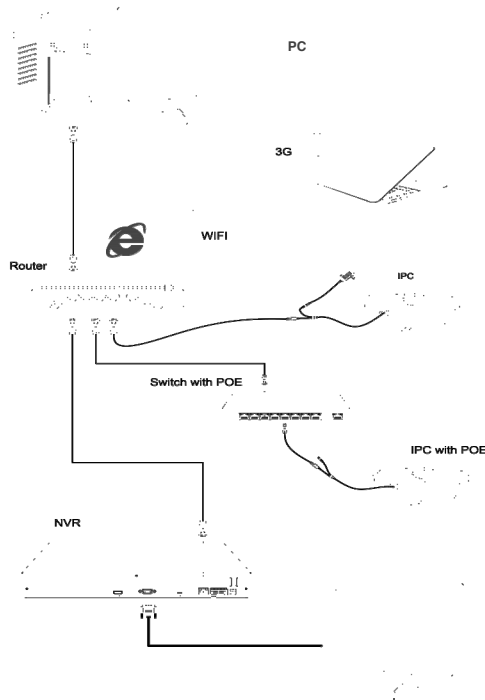 PC
3G
WIFI
Router
IPC
Switch with POE
IPC with POE
NVR